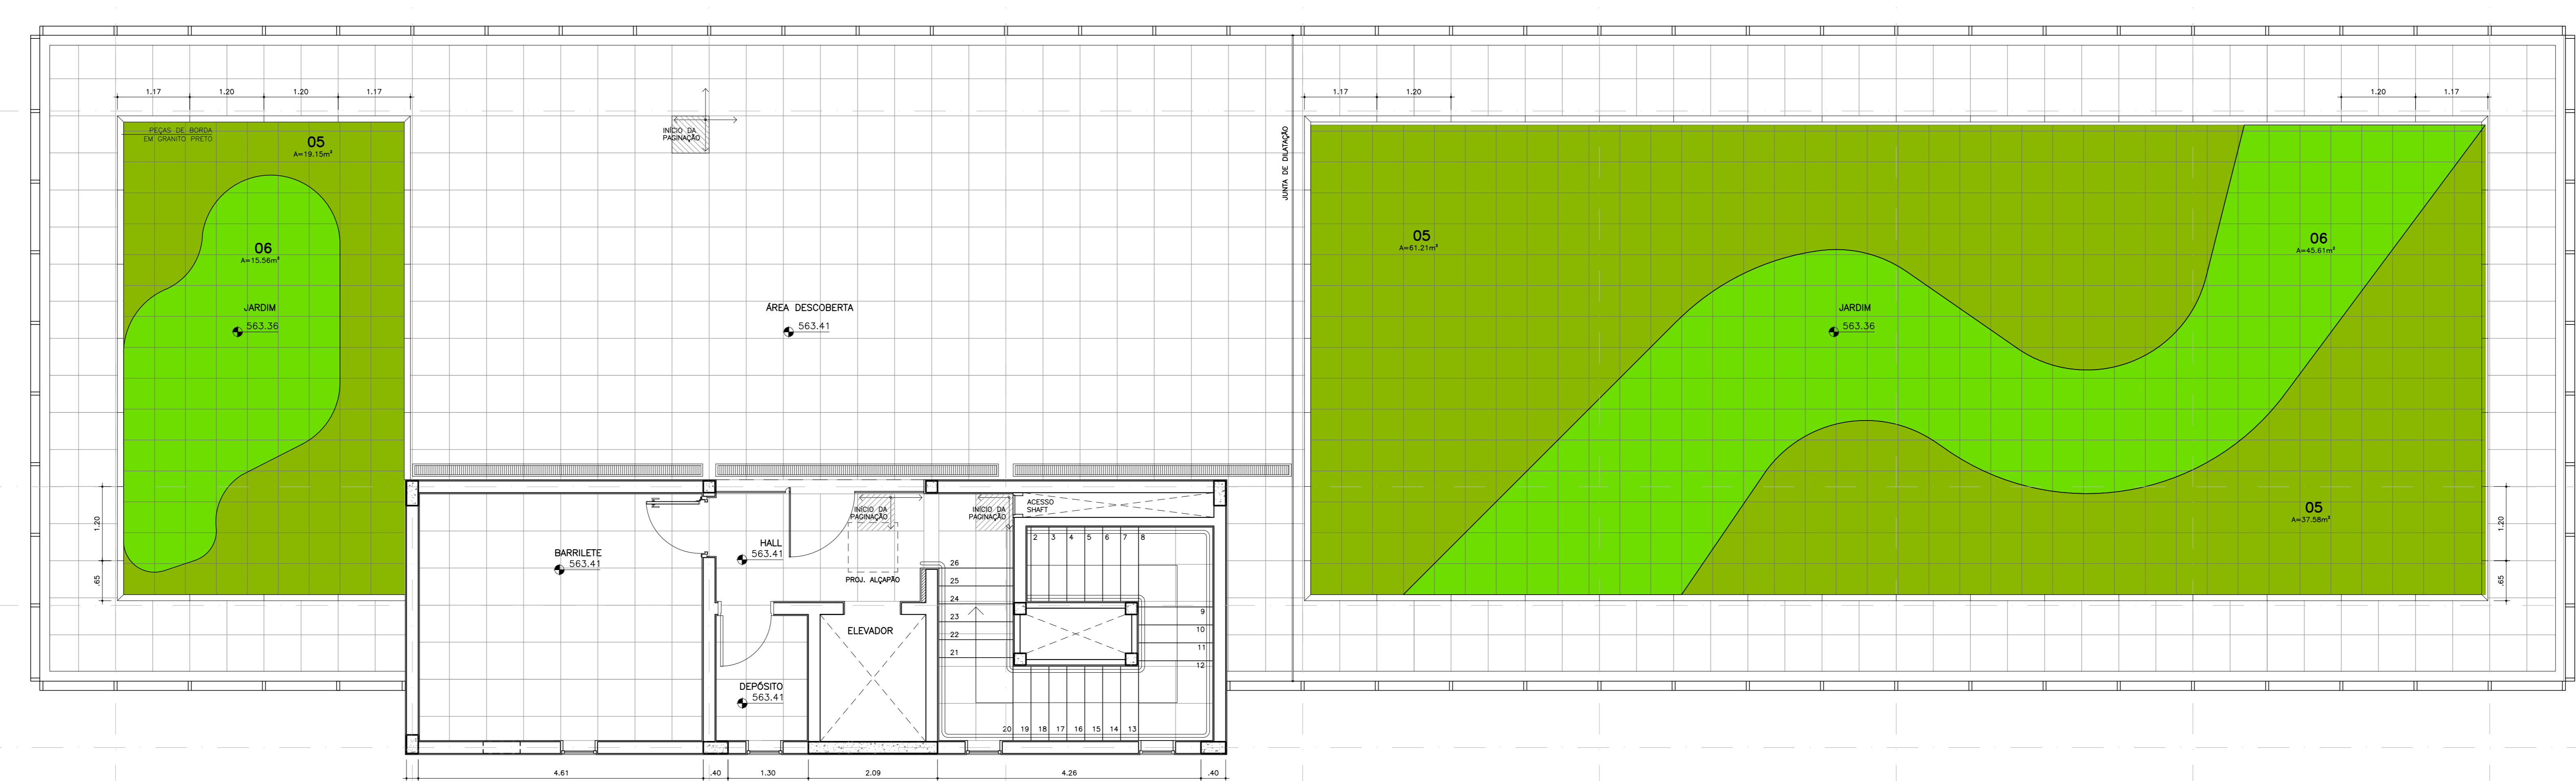 1.17
1.20
1.20
1.17
1.17
1.20
1.20
1.17
PEÇAS DE BORDA
EM GRANITO PRETO
05
A=19.15m²
INÍCIO DA
PAGINAÇÃO
JUNTA DE DILATAÇÃO
06
A=15.56m²
05
A=61.21m²
06
A=45.61m²
JARDIM
563.36
ÁREA DESCOBERTA
563.41
JARDIM
563.36
1.20
.65
BARRILETE
563.41
HALL
563.41
INÍCIO DA
PAGINAÇÃO
INÍCIO DA
PAGINAÇÃO
ACESSO
SHAFT
PROJ. ALÇAPÃO
2 3 4 5 6 7 8
26
25
24
23
22
21
9
10
11
12
20 19 18 17 16 15 14 13
ELEVADOR
DEPÓSITO
563.41
05
A=37.58m²
1.20
.65
4.61
.40
1.30
2.09
4.26
.40